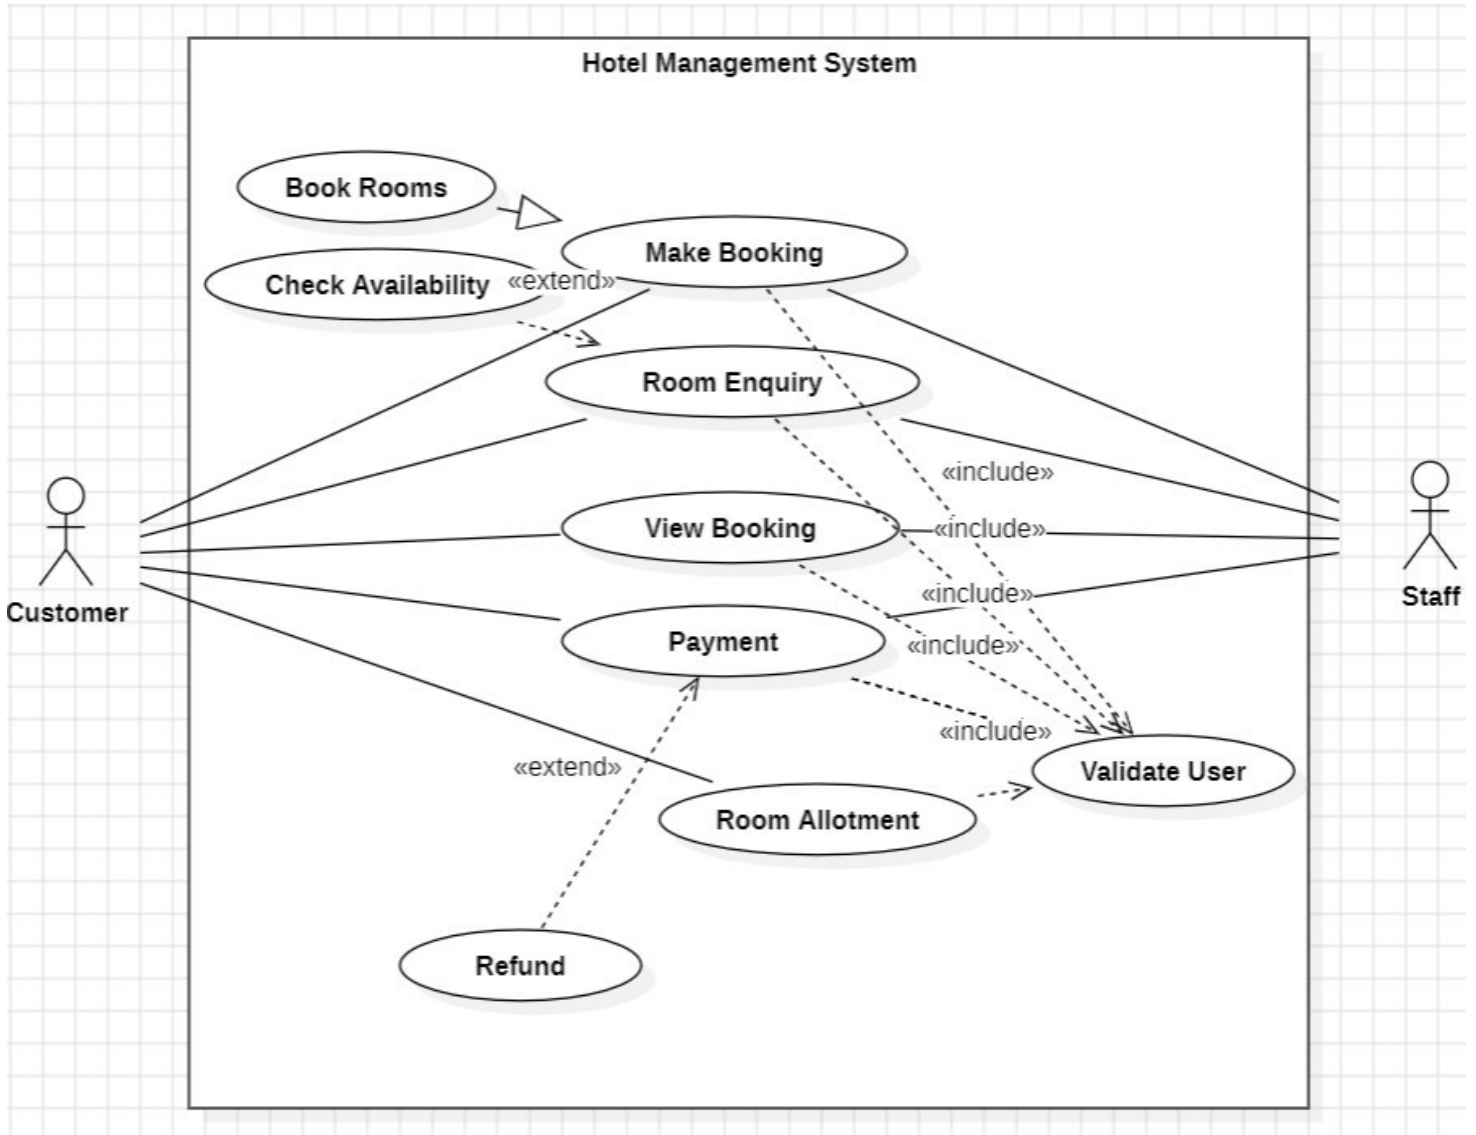 Hotel Management System
Book Rooms
Make Booking
Check Availability
«extend»
Room Enquiry
«include»
View Booking
«include»
«include»
Customer
Staff
Payment
«include»
«include»
«extend»
Validate User
Room Allotment
Refund